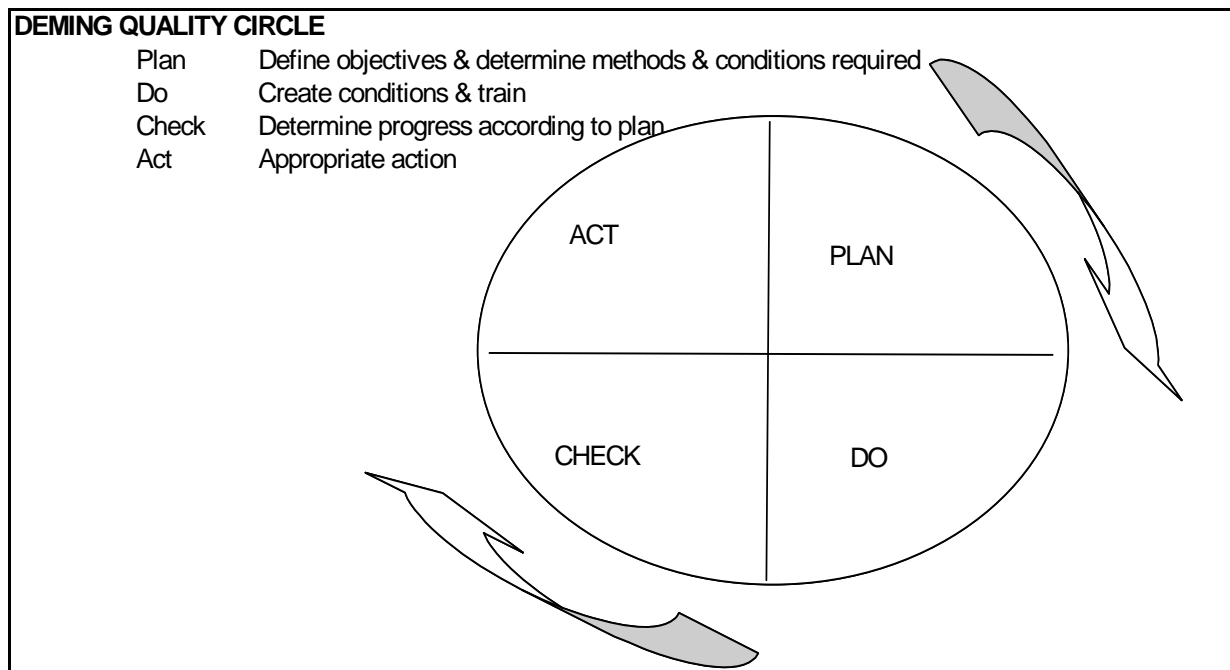 DEMING QUALITY CIRCLE
Plan Define objectives & determine methods & conditions required
Do Create conditions & train
Check Determine progress according to plan
Act Appropriate action
ACT
PLAN
CHECK
DO